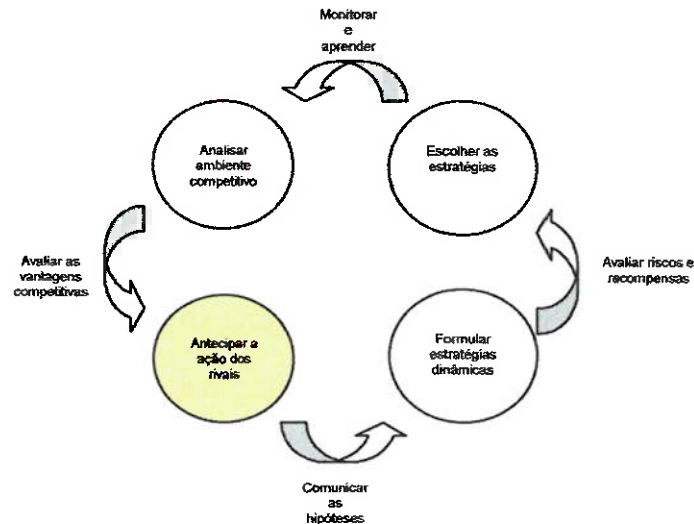 Monitorar
e
aprender
Analisar
ambiente
competitivo
Escolher as
estratégias
Avaliar as
vantagens
competitivas
Avaliar riscos e
recompensas
Antecipar a
ação dos
rivais
Formular
estratégias
dinâmicas
Comunicar
as
hipóteses